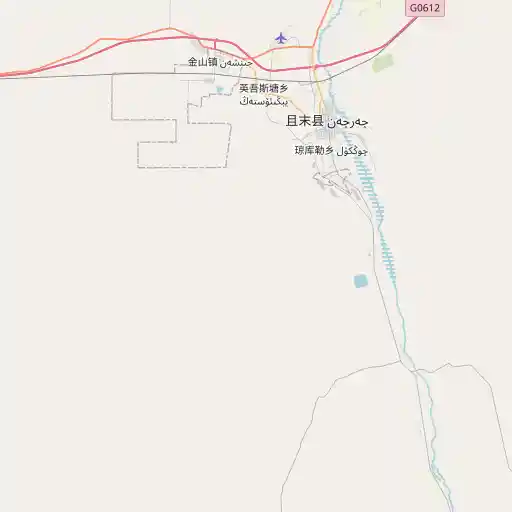 G0612
金山镇 جىنشەن
英吾斯塘乡
يېڭىئۆستەڭ
且末县 چەرچەن
琼库勒乡 چوڭكۆل